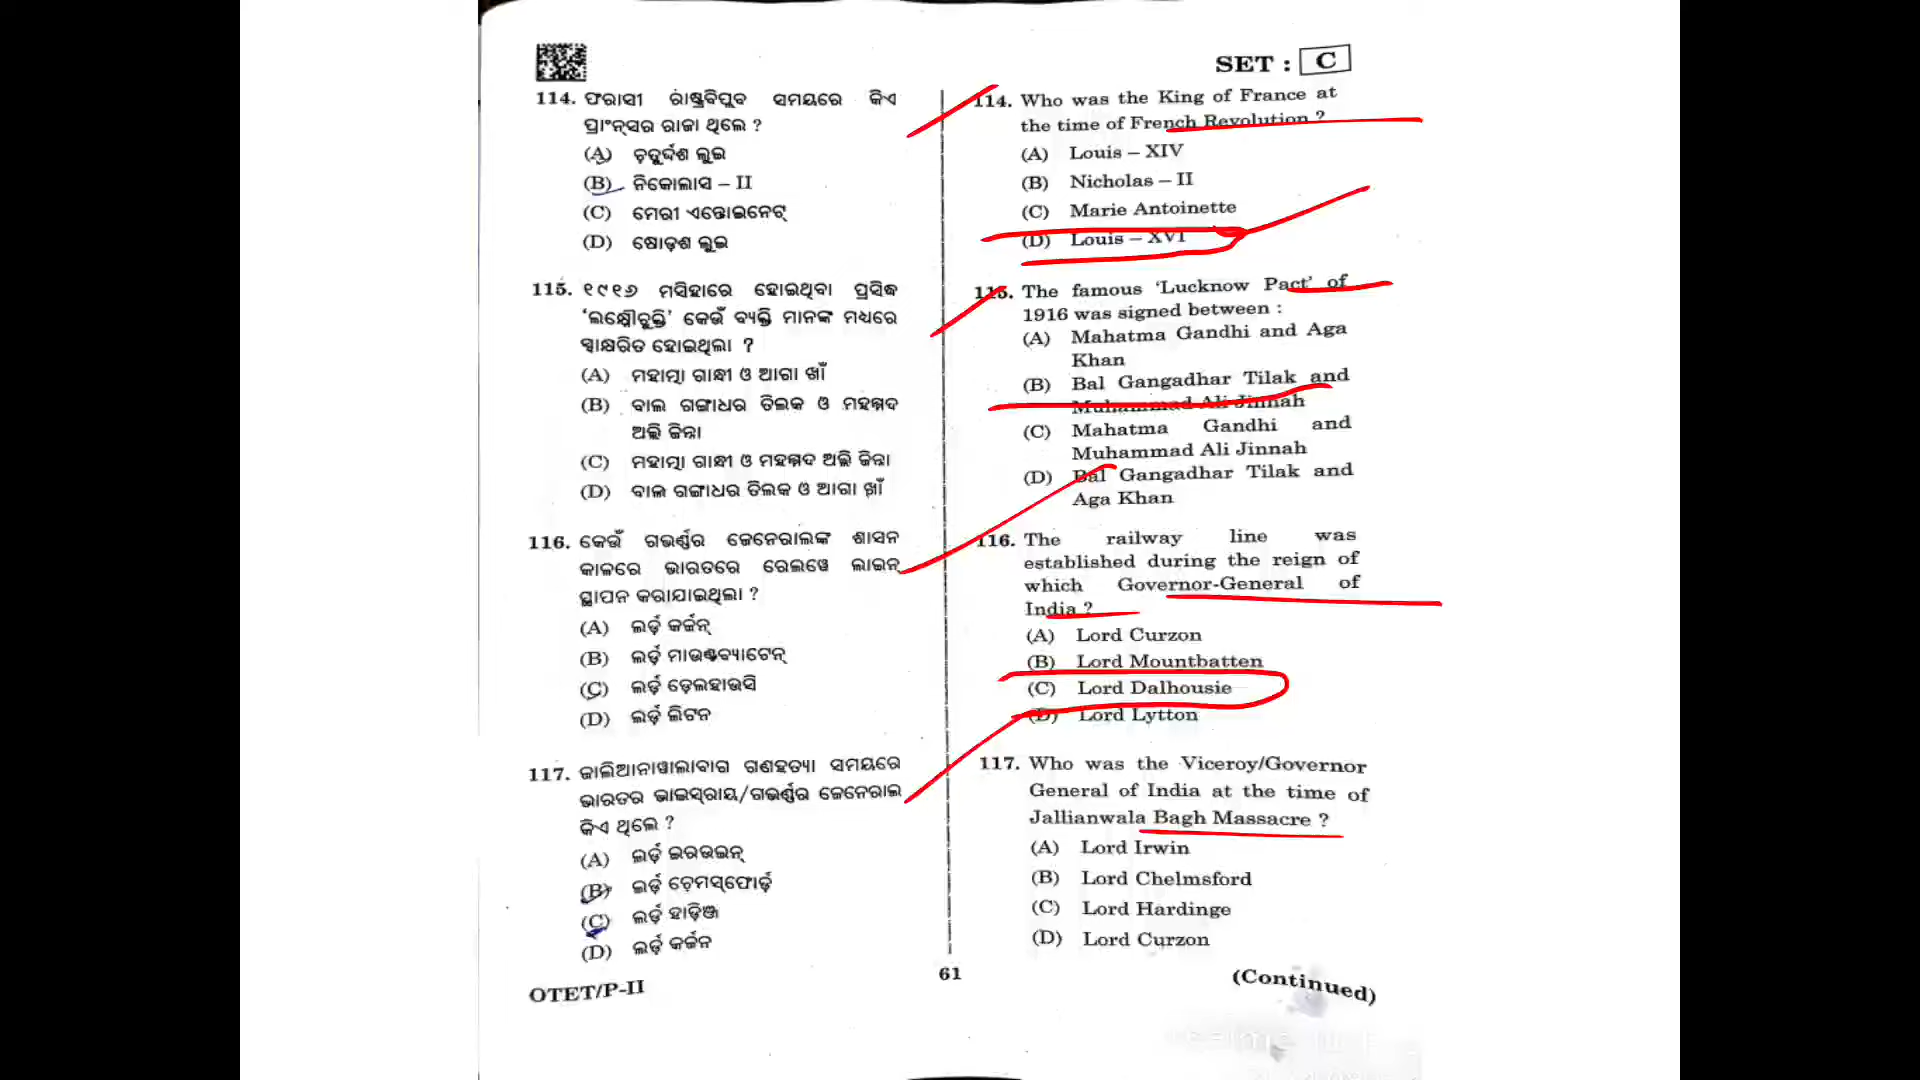 SET : C
114. ଫରାସୀ ରାଷ୍ଟ୍ରବିପ୍ଳବ ସମୟରେ କିଏ
ପ୍ରାଂନ୍‌ସର ରାଜା ଥିଲେ ?
(A) ଚତୁର୍ଦ୍ଦଶ ଲୁଇ
(B) ନିକୋଲାସ – II
(C) ମେରୀ ଏଣ୍ଟୋଇନେଟ୍
(D) ଷୋଡ଼ଶ ଲୁଇ
115. ୧୯୧୬ ମସିହାରେ ହୋଇଥିବା ପ୍ରସିଦ୍ଧ
‘ଲକ୍ଷ୍ନୌଚୁକ୍ତି’ କେଉଁ ବ୍ୟକ୍ତି ମାନଙ୍କ ମଧ୍ୟରେ
ସ୍ୱାକ୍ଷରିତ ହୋଇଥିଲା ?
(A) ମହାତ୍ମା ଗାନ୍ଧୀ ଓ ଆଗା ଖାଁ
(B) ବାଲ ଗଙ୍ଗାଧର ତିଲକ ଓ ମହମ୍ମଦ
ଅଲ୍ଲି ଜିନ୍ନା
(C) ମହାତ୍ମା ଗାନ୍ଧୀ ଓ ମହମ୍ମଦ ଅଲ୍ଲି ଜିନ୍ନା
(D) ବାଲ ଗଙ୍ଗାଧର ତିଲକ ଓ ଆଗା ଖାଁ
116. କେଉଁ ଗଭର୍ଣ୍ଣର ଜେନେରାଲଙ୍କ ଶାସନ
କାଳରେ ଭାରତରେ ରେଲୱେ ଲାଇନ୍
ସ୍ଥାପନ କରାଯାଇଥିଲା ?
(A) ଲର୍ଡ଼ କର୍ଜନ୍
(B) ଲର୍ଡ଼ ମାଉଣ୍ଟବ୍ୟାଟେନ୍
(C) ଲର୍ଡ଼ ଡ଼େଲହାଉସି
(D) ଲର୍ଡ଼ ଲିଟନ
117. ଜାଲିଆନାୱାଲାବାଗ ଗଣହତ୍ୟା ସମୟରେ
ଭାରତର ଭାଇସ୍‌ରାୟ/ଗଭର୍ଣ୍ଣର ଜେନେରାଲ
କିଏ ଥିଲେ ?
(A) ଲର୍ଡ଼ ଇରଉଇନ୍
(B) ଲର୍ଡ଼ ଚେମସ୍‌ଫୋର୍ଡ଼
(C) ଲର୍ଡ଼ ହାର୍ଡ଼ିଞ୍ଜ
(D) ଲର୍ଡ଼ କର୍ଜନ
114. Who was the King of France at
the time of French Revolution ?
(A) Louis – XIV
(B) Nicholas – II
(C) Marie Antoinette
(D) Louis – XVI
115. The famous ‘Lucknow Pact’ of
1916 was signed between :
(A) Mahatma Gandhi and Aga
Khan
(B) Bal Gangadhar Tilak and
Muhammad Ali Jinnah
(C) Mahatma Gandhi and
Muhammad Ali Jinnah
(D) Bal Gangadhar Tilak and
Aga Khan
116. The railway line was
established during the reign of
which Governor-General of
India ?
(A) Lord Curzon
(B) Lord Mountbatten
(C) Lord Dalhousie
(D) Lord Lytton
117. Who was the Viceroy/Governor
General of India at the time of
Jallianwala Bagh Massacre ?
(A) Lord Irwin
(B) Lord Chelmsford
(C) Lord Hardinge
(D) Lord Curzon
OTET/P-II
61
(Continued)